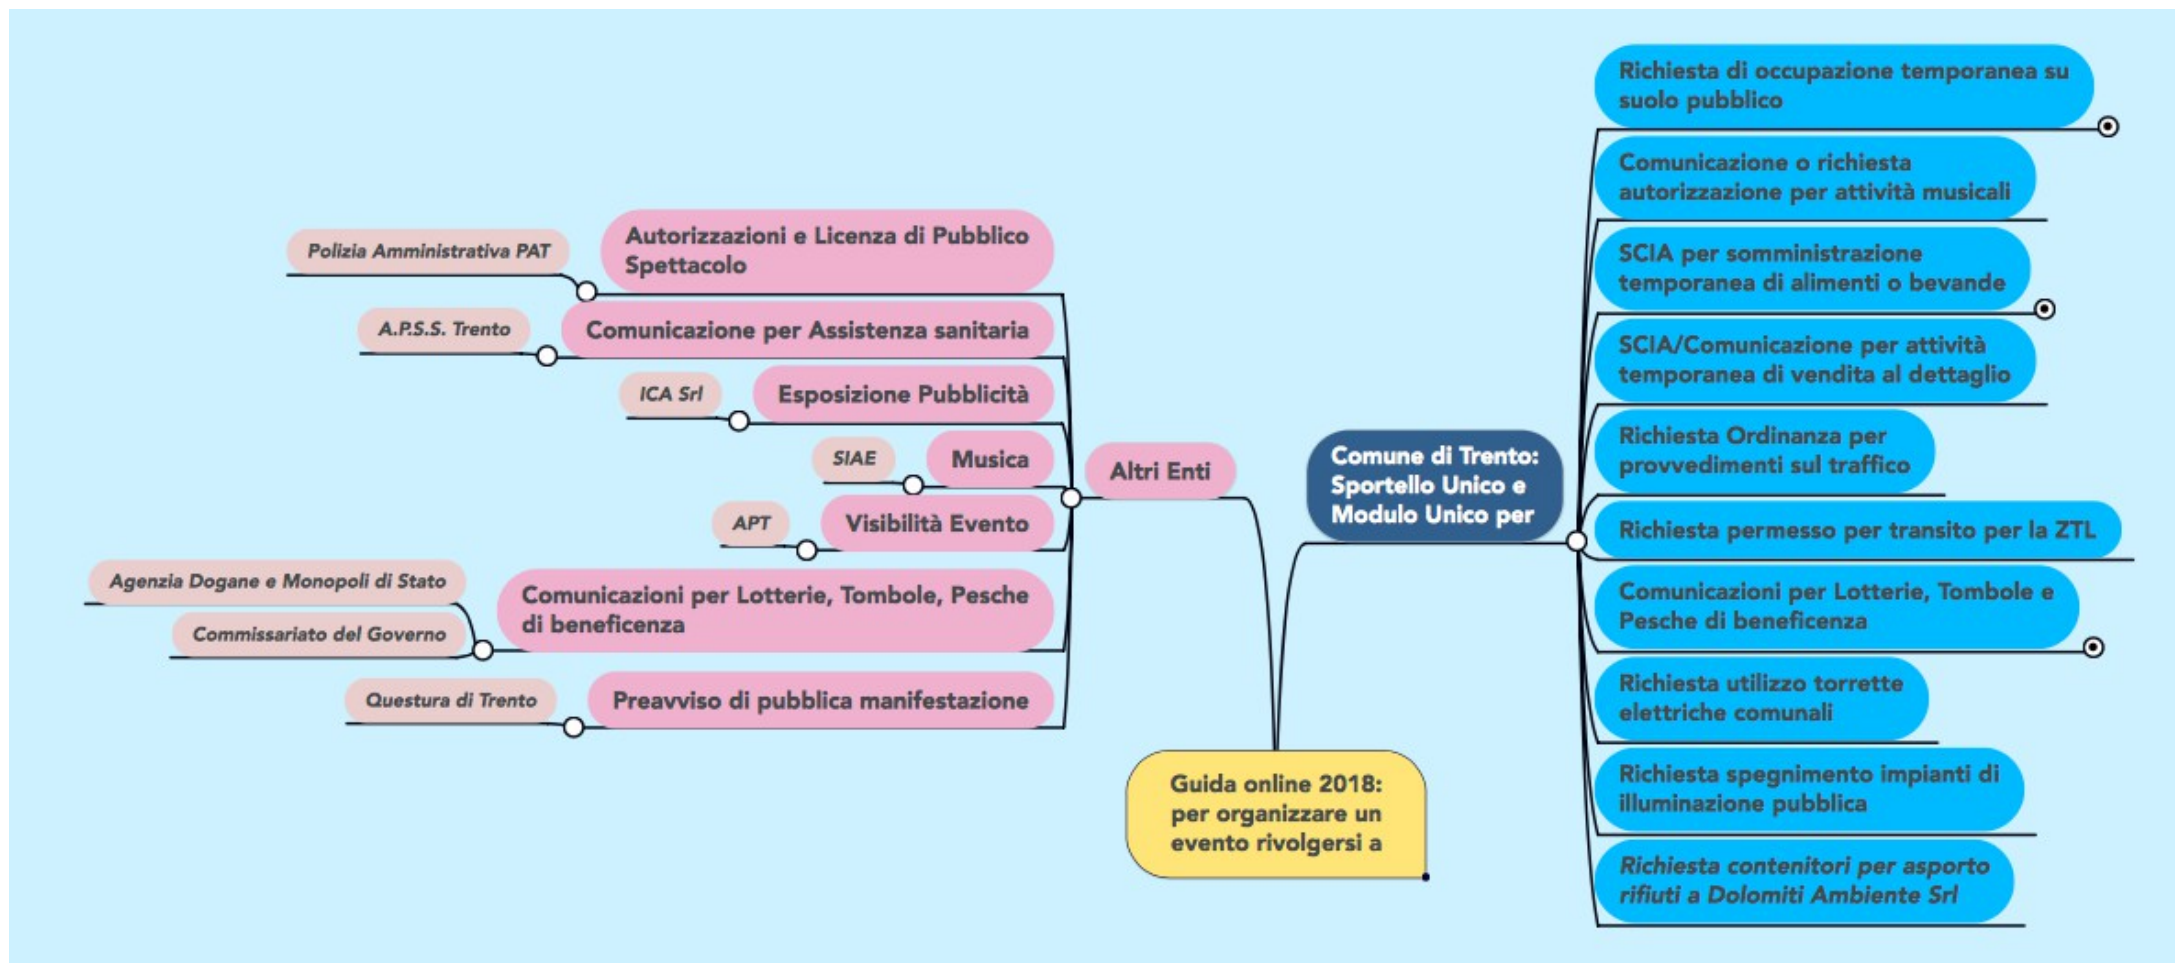 Richiesta di occupazione temporanea su
suolo pubblico
Comunicazione o richiesta
autorizzazione per attività musicali
SCIA per somministrazione
temporanea di alimenti o bevande
SCIA/Comunicazione per attività
temporanea di vendita al dettaglio
Richiesta Ordinanza per
provvedimenti sul traffico
Richiesta permesso per transito per la ZTL
Comunicazioni per Lotterie, Tombole e
Pesche di beneficenza
Richiesta utilizzo torrette
elettriche comunali
Richiesta spegnimento impianti di
illuminazione pubblica
Richiesta contenitori per asporto
rifiuti a Dolomiti Ambiente Srl
Comune di Trento:
Sportello Unico e
Modulo Unico per
Altri Enti
Autorizzazioni e Licenza di Pubblico
Spettacolo
Polizia Amministrativa PAT
Comunicazione per Assistenza sanitaria
A.P.S.S. Trento
Esposizione Pubblicità
ICA Srl
Musica
SIAE
Visibilità Evento
APT
Comunicazioni per Lotterie, Tombole, Pesche
di beneficenza
Agenzia Dogane e Monopoli di Stato
Commissariato del Governo
Preavviso di pubblica manifestazione
Questura di Trento
Guida online 2018:
per organizzare un
evento rivolgersi a